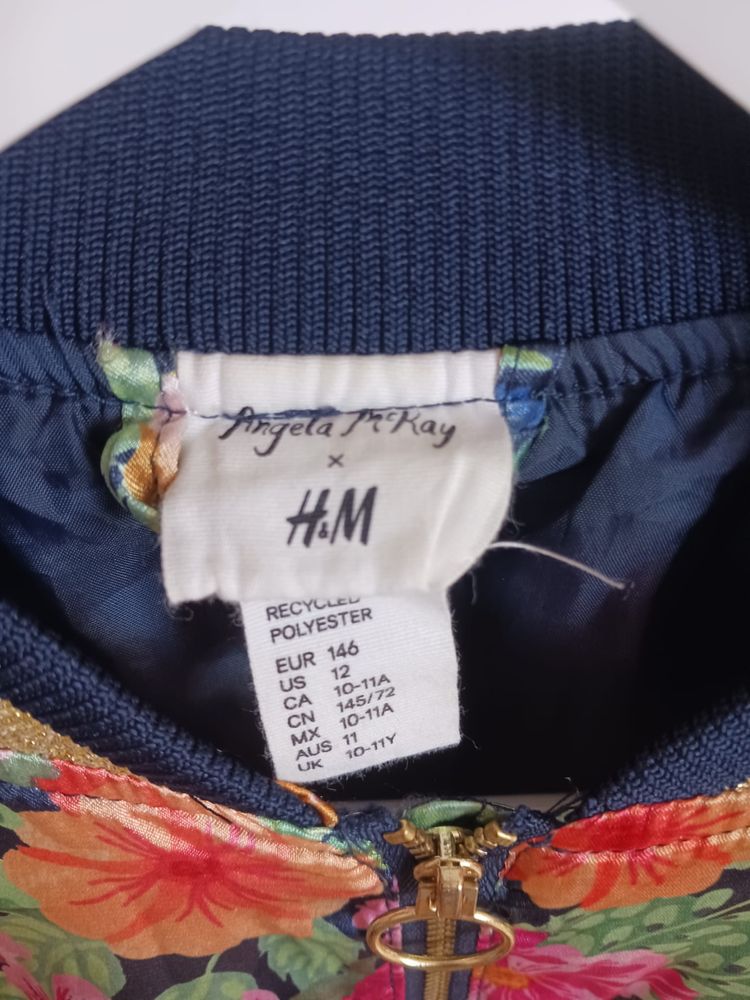 Angela McKay
×
H&M
RECYCLED
POLYESTER
EUR 146
US 12
CA 10-11A
CN 145/72
MX 10-11A
AUS 11
UK 10-11Y